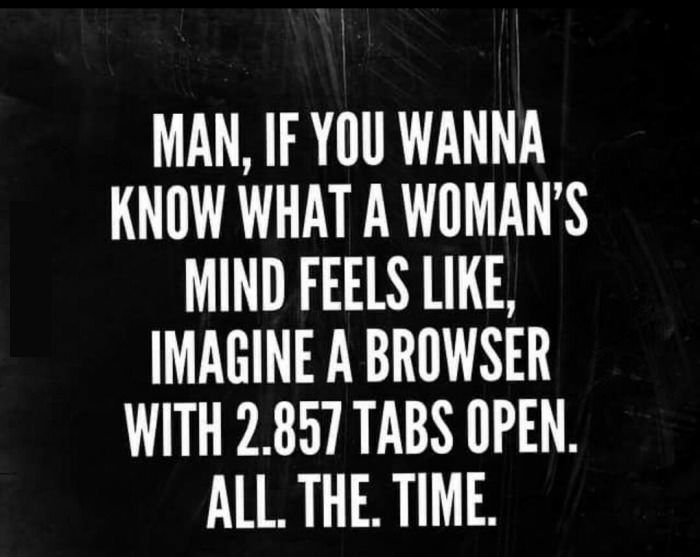 MAN, IF YOU WANNA
KNOW WHAT A WOMAN'S
MIND FEELS LIKE,
IMAGINE A BROWSER
WITH 2.857 TABS OPEN.
ALL. THE. TIME.